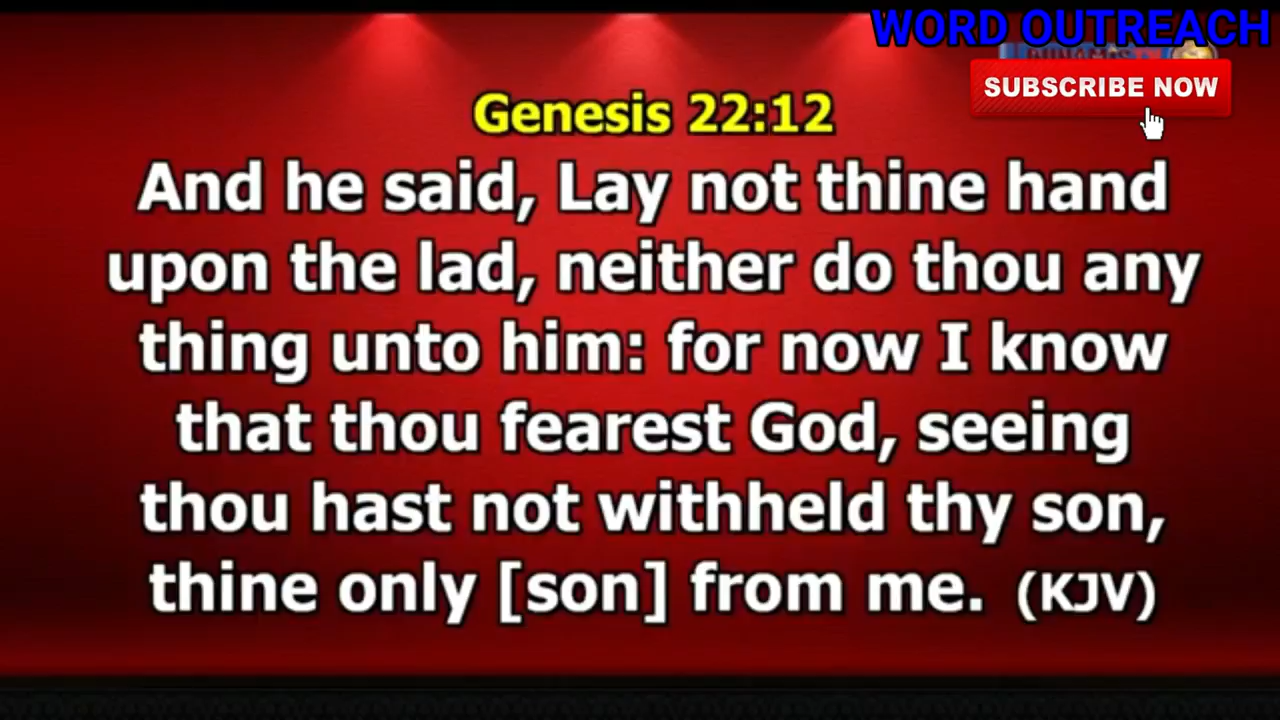 WORD OUTREACH
SUBSCRIBE NOW
Genesis 22:12
And he said, Lay not thine hand
upon the lad, neither do thou any
thing unto him: for now I know
that thou fearest God, seeing
thou hast not withheld thy son,
thine only [son] from me. (KJV)